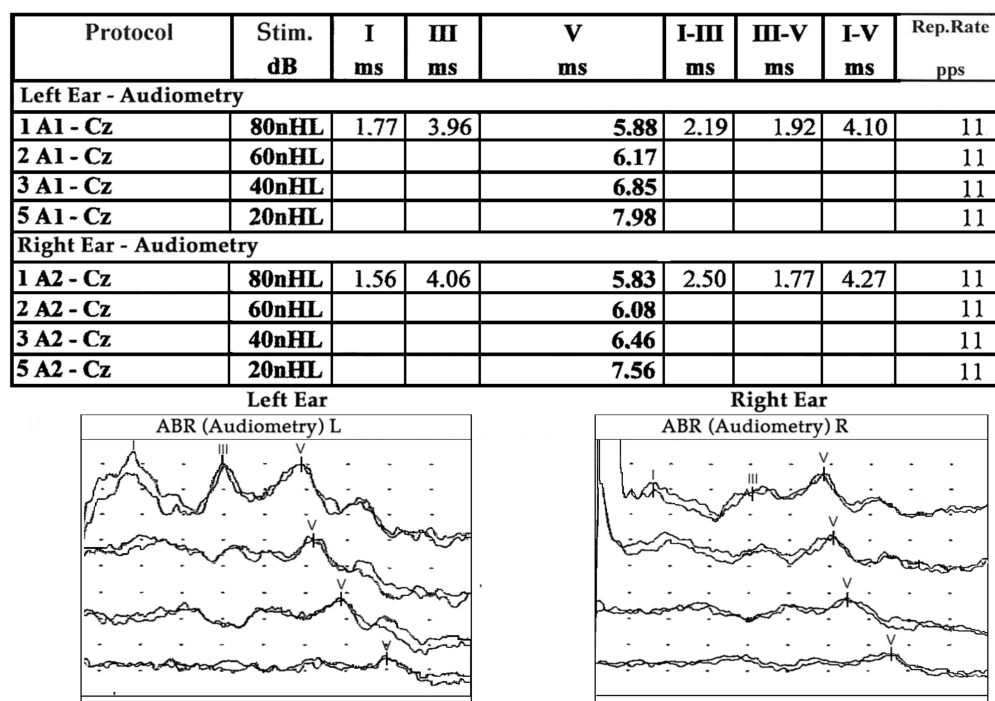 Protocol Stim. I III V I-III III-V I-V Rep.Rate
dB ms ms ms ms ms ms pps
Left Ear - Audiometry
1 A1 - Cz 80nHL 1.77 3.96 5.88 2.19 1.92 4.10 11
2 A1 - Cz 60nHL 6.17 11
3 A1 - Cz 40nHL 6.85 11
5 A1 - Cz 20nHL 7.98 11
Right Ear - Audiometry
1 A2 - Cz 80nHL 1.56 4.06 5.83 2.50 1.77 4.27 11
2 A2 - Cz 60nHL 6.08 11
3 A2 - Cz 40nHL 6.46 11
5 A2 - Cz 20nHL 7.56 11
Left Ear
ABR (Audiometry) L
I III V
V
V
V
Right Ear
ABR (Audiometry) R
I III V
V
V
V